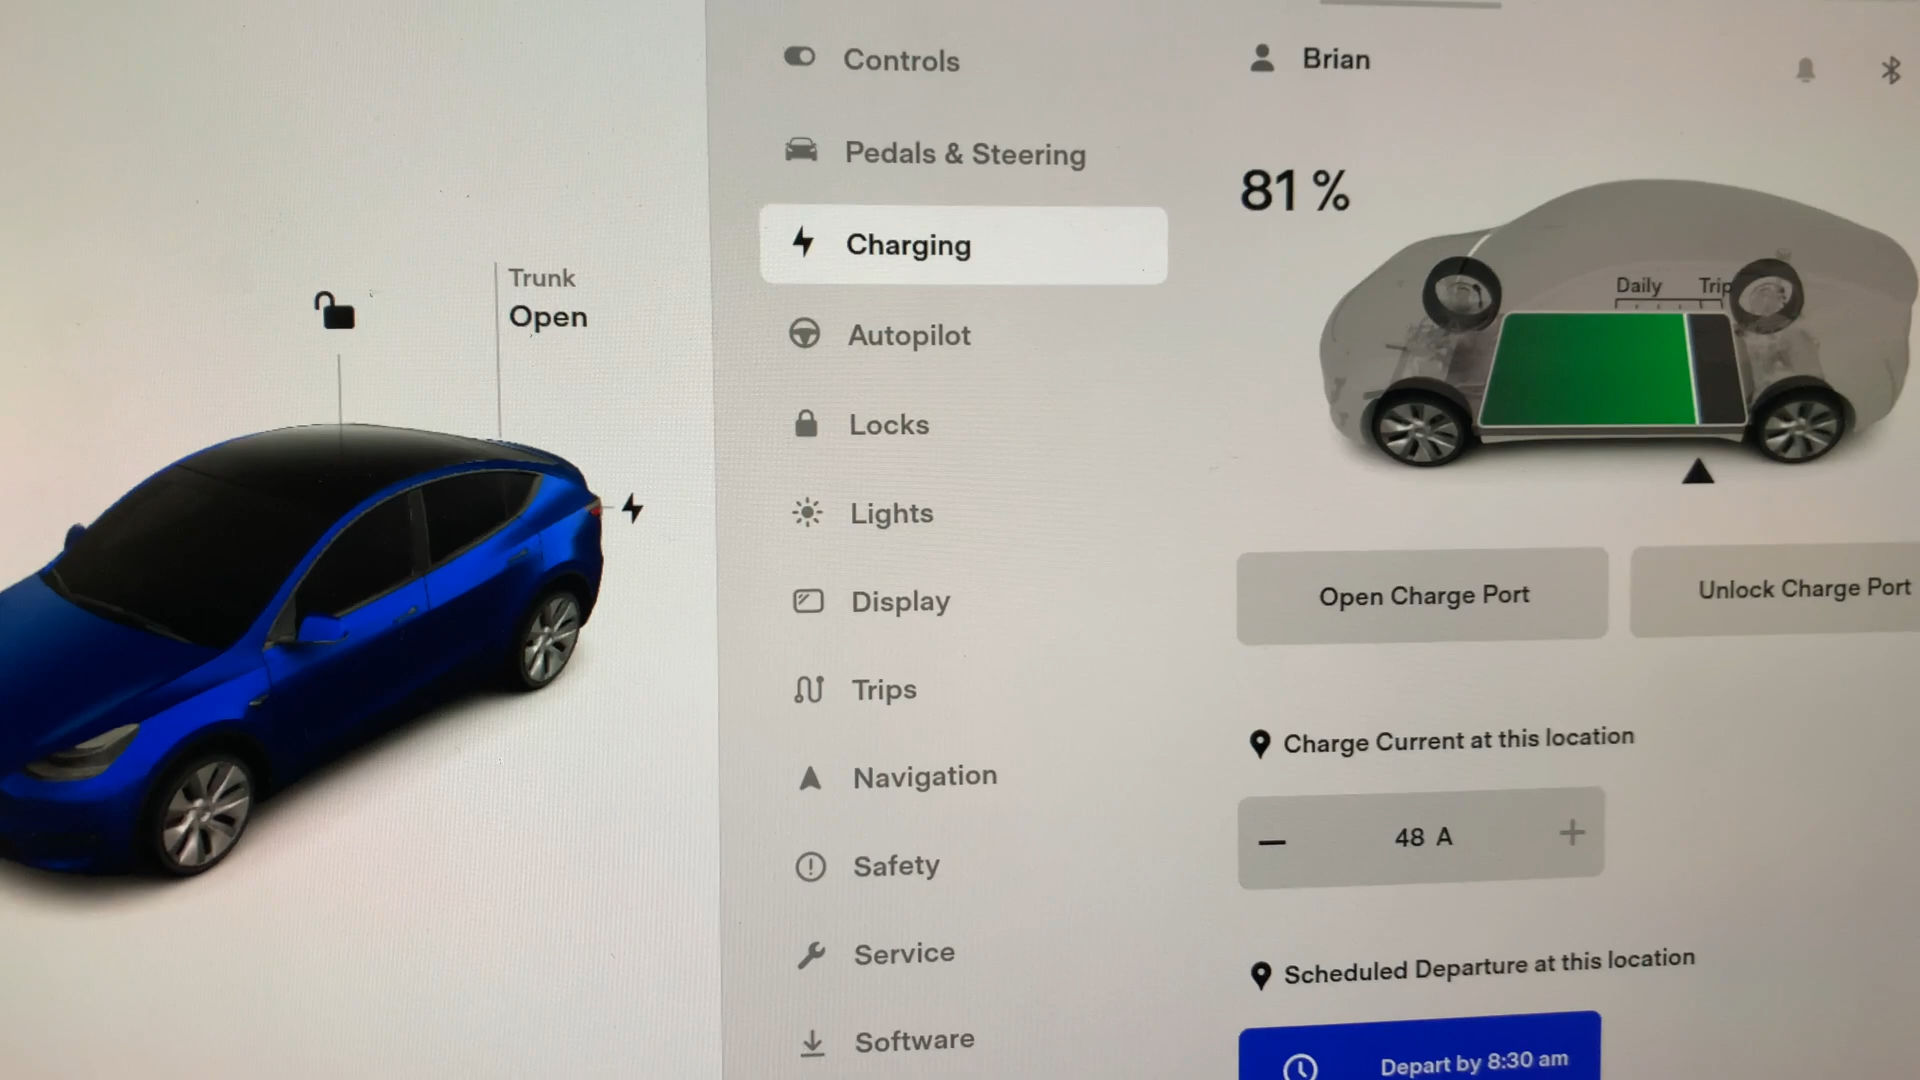 Trunk
Open
Controls
Pedals & Steering
Charging
Autopilot
Locks
Lights
Display
Trips
Navigation
Safety
Service
Software
Brian
81 %
Daily Trip
Open Charge Port
Unlock Charge Port
Charge Current at this location
− 48 A +
Scheduled Departure at this location
Depart by 8:30 am